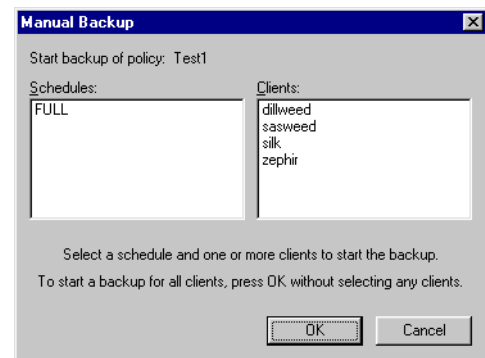 Manual Backup
Start backup of policy: Test1
Schedules:
FULL
Clients:
dillweed
sasweed
silk
zephir
Select a schedule and one or more clients to start the backup.
To start a backup for all clients, press OK without selecting any clients.
OK
Cancel